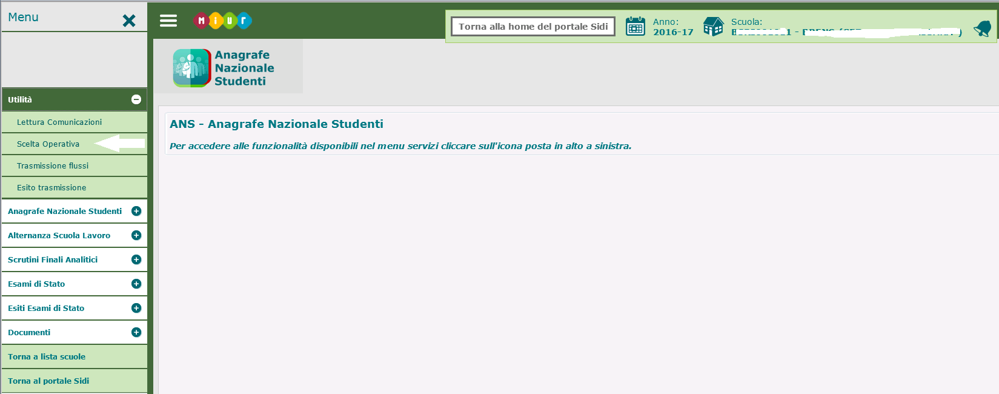 Menu
Utilità
Lettura Comunicazioni
Scelta Operativa
Trasmissione flussi
Esito trasmissione
Anagrafe Nazionale Studenti
Alternanza Scuola Lavoro
Scrutini Finali Analitici
Esami di Stato
Esiti Esami di Stato
Documenti
Torna a lista scuole
Torna al portale Sidi
MIUR
Torna alla home del portale Sidi
Anno:
2016-17
Scuola:
Anagrafe
Nazionale
Studenti
ANS - Anagrafe Nazionale Studenti
Per accedere alle funzionalità disponibili nel menu servizi cliccare sull'icona posta in alto a sinistra.